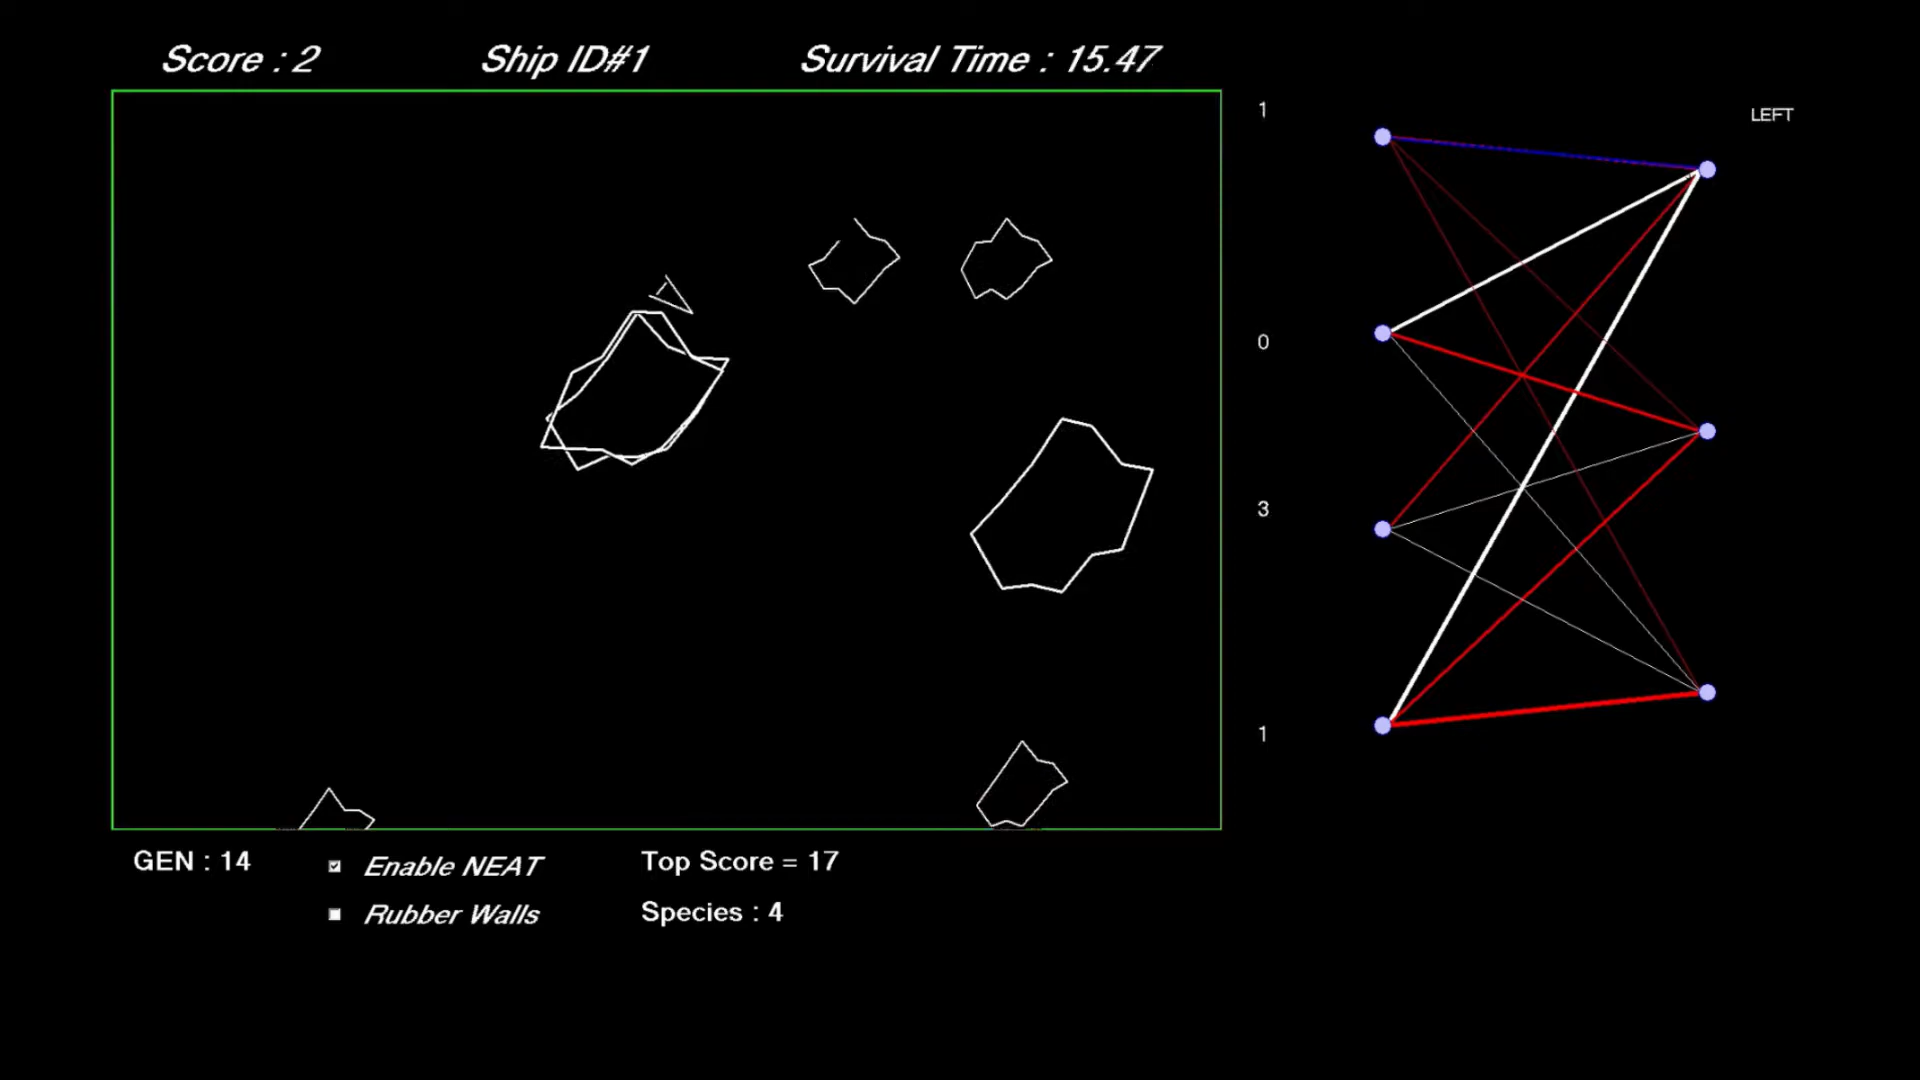 Score : 2 Ship ID#1 Survival Time : 15.47
1
LEFT
0
3
1
GEN : 14 Enable NEAT Top Score = 17
Rubber Walls Species : 4